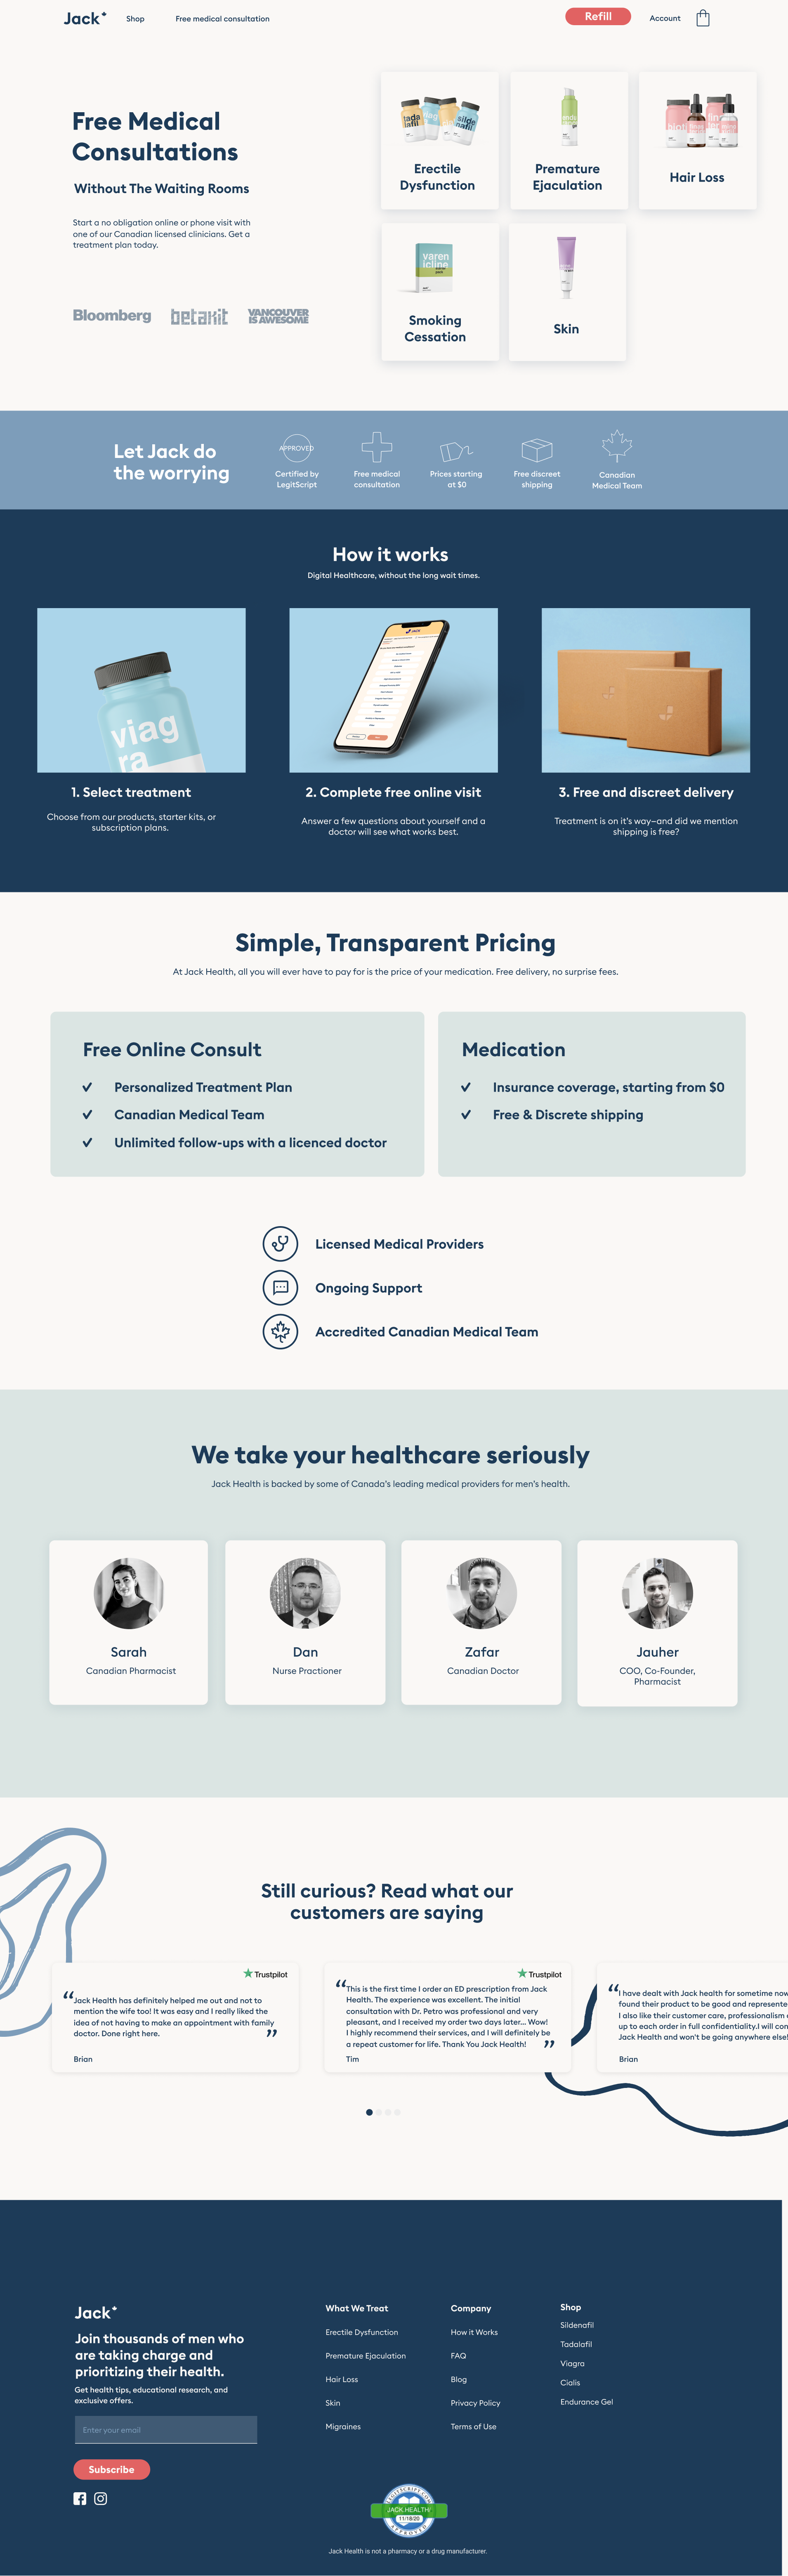 Jack+
Shop
Free medical consultation
Refill
Account
Free Medical
Consultations
Without The Waiting Rooms
Start a no obligation online or phone visit with
one of our Canadian licensed clinicians. Get a
treatment plan today.
Bloomberg
betakit
VANCOUVER
IS AWESOME
Erectile
Dysfunction
Premature
Ejaculation
Hair Loss
varen
icline
Smoking
Cessation
Skin
Let Jack do
the worrying
APPROVED
Certified by
LegitScript
Free medical
consultation
Prices starting
at $0
Free discreet
shipping
Canadian
Medical Team
How it works
Digital Healthcare, without the long wait times.
viag
ra
1. Select treatment
Choose from our products, starter kits, or
subscription plans.
2. Complete free online visit
Answer a few questions about yourself and a
doctor will see what works best.
3. Free and discreet delivery
Treatment is on it's way—and did we mention
shipping is free?
Simple, Transparent Pricing
At Jack Health, all you will ever have to pay for is the price of your medication. Free delivery, no surprise fees.
Free Online Consult
Personalized Treatment Plan
Canadian Medical Team
Unlimited follow-ups with a licenced doctor
Medication
Insurance coverage, starting from $0
Free & Discrete shipping
Licensed Medical Providers
Ongoing Support
Accredited Canadian Medical Team
We take your healthcare seriously
Jack Health is backed by some of Canada's leading medical providers for men's health.
Sarah
Canadian Pharmacist
Dan
Nurse Practioner
Zafar
Canadian Doctor
Jauher
COO, Co-Founder,
Pharmacist
Still curious? Read what our
customers are saying
Trustpilot
“Jack Health has definitely helped me out and not to
mention the wife too! It was easy and I really liked the
idea of not having to make an appointment with family
doctor. Done right here. ”
Brian
Trustpilot
“This is the first time I order an ED prescription from Jack
Health. The experience was excellent. The initial
consultation with Dr. Petro was professional and very
pleasant, and I received my order two days later... Wow!
I highly recommend their services, and I will definitely be
a repeat customer for life. Thank You Jack Health! ”
Tim
“I have dealt with Jack health for sometime now
found their product to be good and represente
I also like their customer care, professionalism
up to each order in full confidentiality.I will con
Jack Health and won't be going anywhere else!
Brian
Jack+
Join thousands of men who
are taking charge and
prioritizing their health.
Get health tips, educational research, and
exclusive offers.
Enter your email
Subscribe
What We Treat
Erectile Dysfunction
Premature Ejaculation
Hair Loss
Skin
Migraines
Company
How it Works
FAQ
Blog
Privacy Policy
Terms of Use
Shop
Sildenafil
Tadalafil
Viagra
Cialis
Endurance Gel
LEGITSCRIPT.COM
JACK.HEALTH
11/18/20
APPROVED
Jack Health is not a pharmacy or a drug manufacturer.